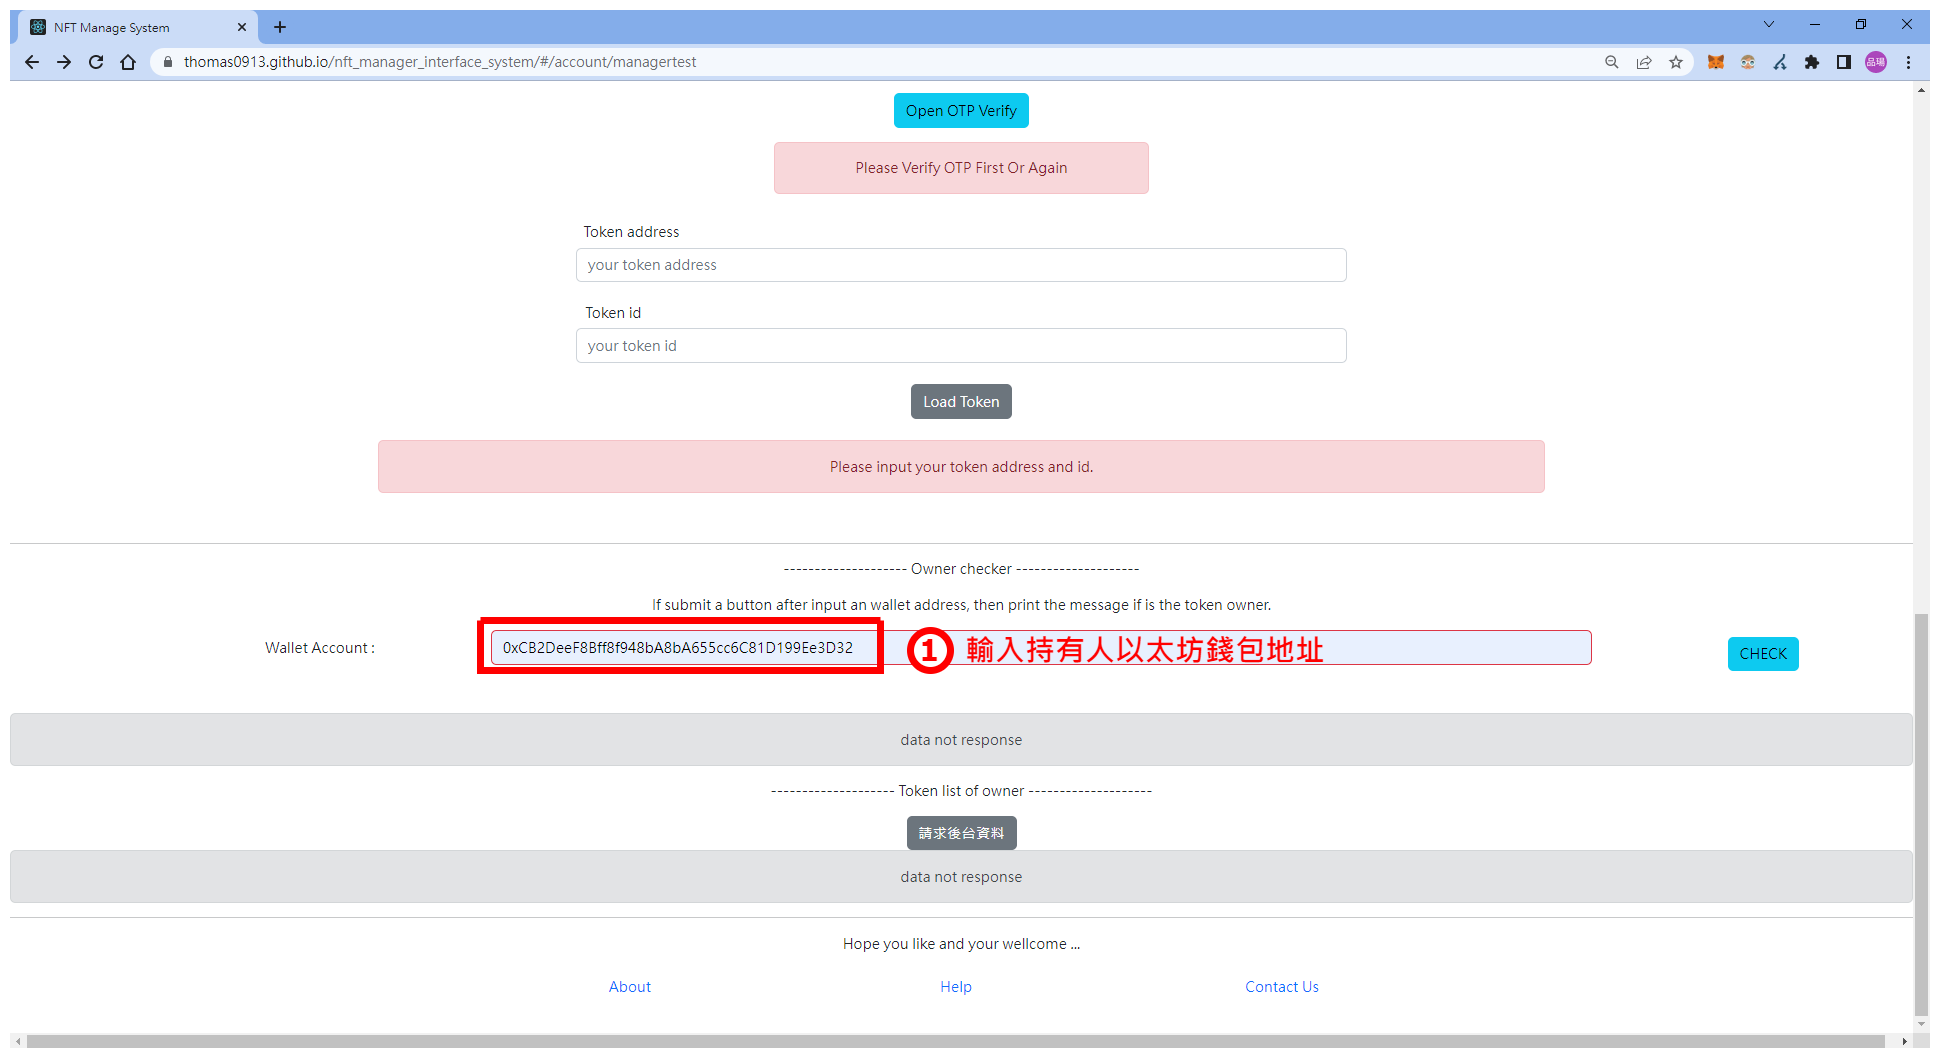 NFT Manage System
thomas0913.github.io/nft_manager_interface_system/#/account/managertest
品瑒
Open OTP Verify
Please Verify OTP First Or Again
Token address
your token address
Token id
your token id
Load Token
Please input your token address and id.
-------------------- Owner checker --------------------
If submit a button after input an wallet address, then print the message if is the token owner.
Wallet Account :
0xCB2DeeF8Bff8f948bA8bA655cc6C81D199Ee3D32
① 輸入持有人以太坊錢包地址
CHECK
data not response
-------------------- Token list of owner --------------------
請求後台資料
data not response
Hope you like and your wellcome ...
About Help Contact Us